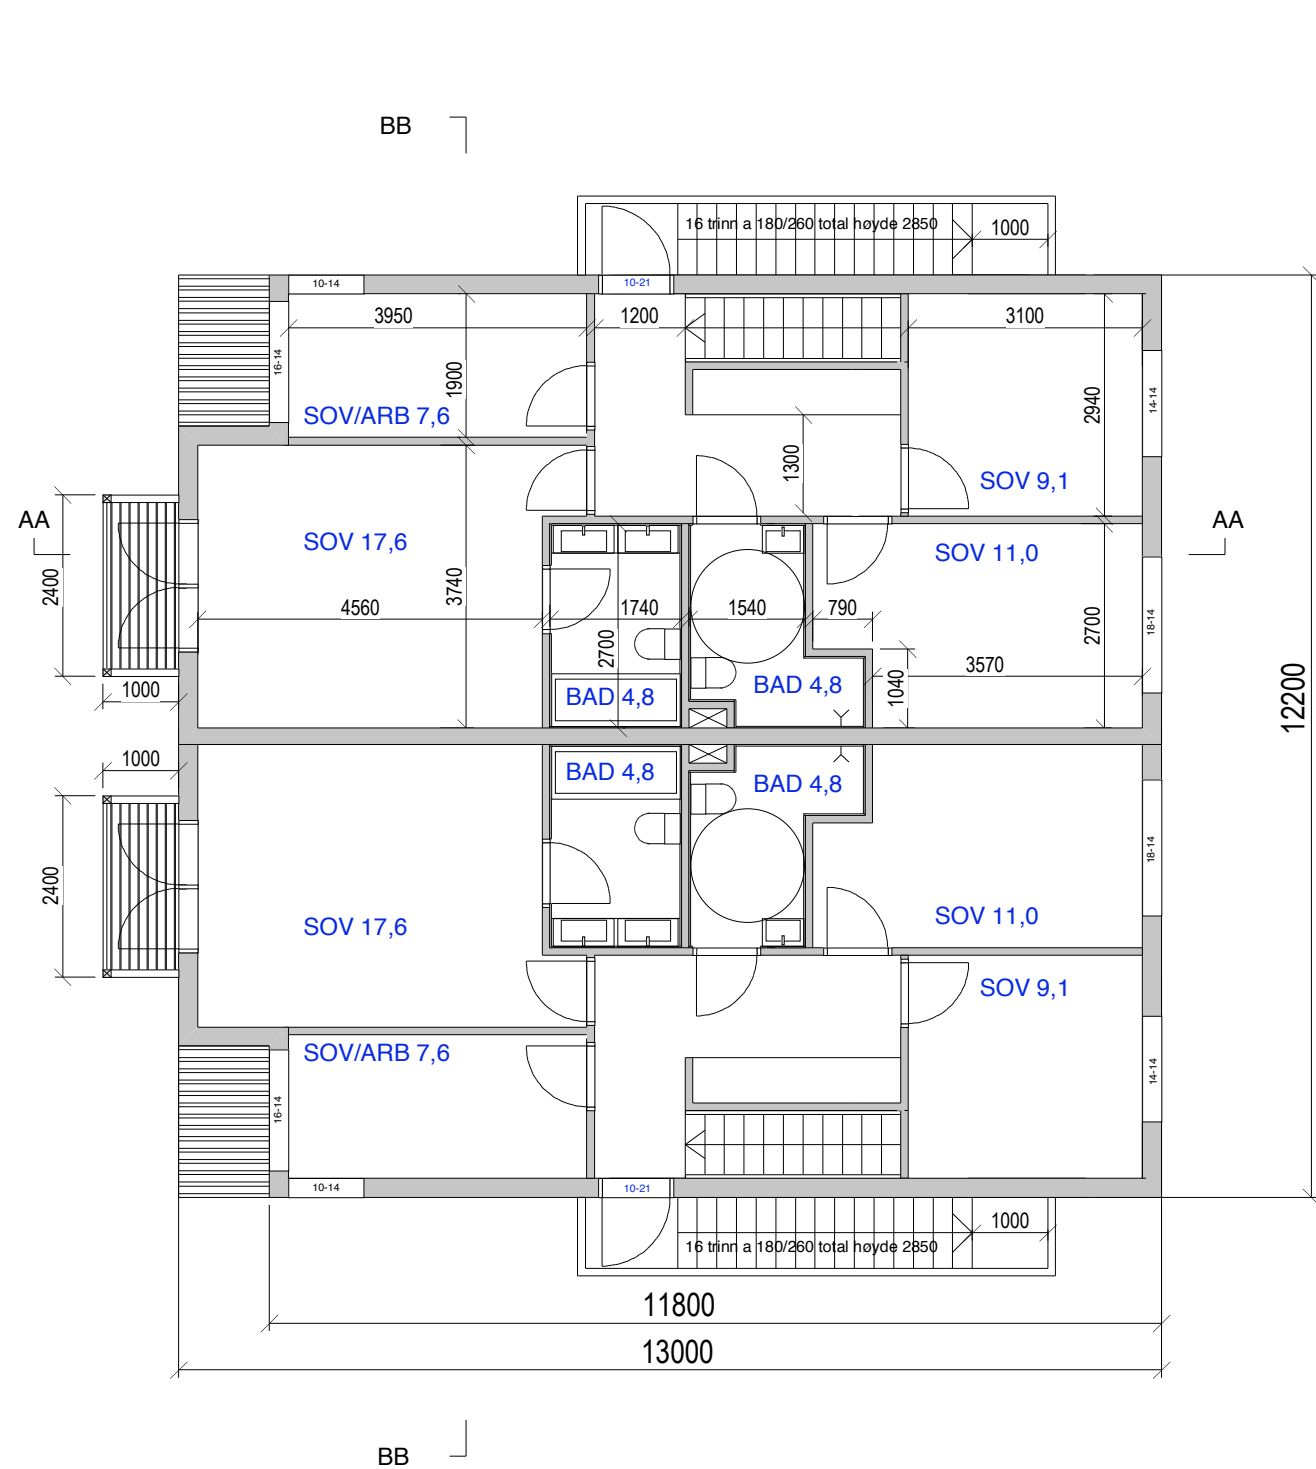 BB
16 trinn a 180/260 total høyde 2850
1000
10-14
10-21
3950
1200
3100
16-14
1900
14-14
2940
SOV/ARB 7,6
1300
SOV 9,1
AA
SOV 17,6
SOV 11,0
AA
2400
3740
4560
1740
1540
790
2700
2700
18-14
3570
1040
1000
BAD 4,8
BAD 4,8
12200
1000
BAD 4,8
BAD 4,8
2400
18-14
SOV 17,6
SOV 11,0
SOV 9,1
SOV/ARB 7,6
16-14
14-14
10-14
10-21
1000
16 trinn a 180/260 total høyde 2850
11800
13000
BB